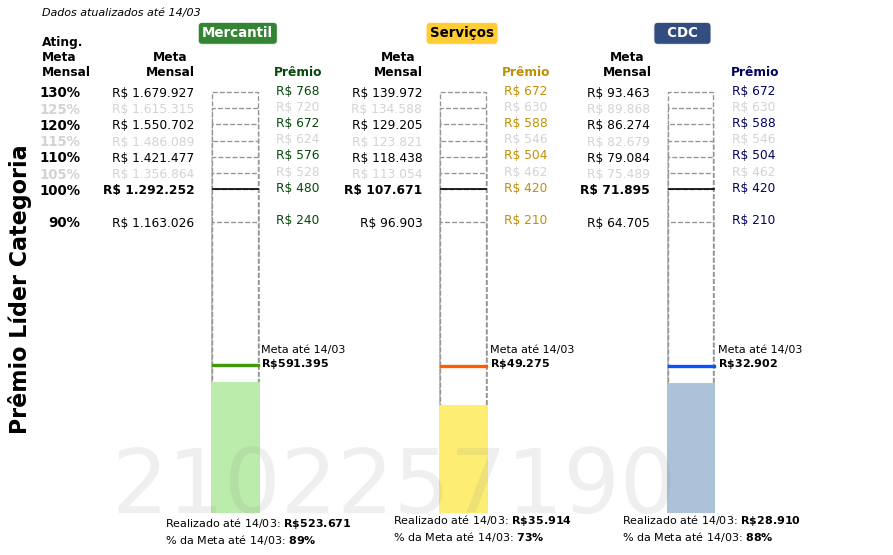 Dados atualizados até 14/03
Mercantil Serviços CDC
Ating. Meta Mensal Meta Mensal Prêmio Meta Mensal Prêmio Meta Mensal Prêmio
130% R$ 1.679.927 R$ 768 R$ 139.972 R$ 672 R$ 93.463 R$ 672
125% R$ 1.615.315 R$ 720 R$ 134.588 R$ 630 R$ 89.868 R$ 630
120% R$ 1.550.702 R$ 672 R$ 129.205 R$ 588 R$ 86.274 R$ 588
115% R$ 1.486.089 R$ 624 R$ 123.821 R$ 546 R$ 82.679 R$ 546
110% R$ 1.421.477 R$ 576 R$ 118.438 R$ 504 R$ 79.084 R$ 504
105% R$ 1.356.864 R$ 528 R$ 113.054 R$ 462 R$ 75.489 R$ 462
100% R$ 1.292.252 R$ 480 R$ 107.671 R$ 420 R$ 71.895 R$ 420
90% R$ 1.163.026 R$ 240 R$ 96.903 R$ 210 R$ 64.705 R$ 210
Prêmio Líder Categoria
Meta até 14/03 Meta até 14/03 Meta até 14/03
R$591.395 R$49.275 R$32.902
2102257190
Realizado até 14/03: R$523.671 Realizado até 14/03: R$35.914 Realizado até 14/03: R$28.910
% da Meta até 14/03: 89% % da Meta até 14/03: 73% % da Meta até 14/03: 88%